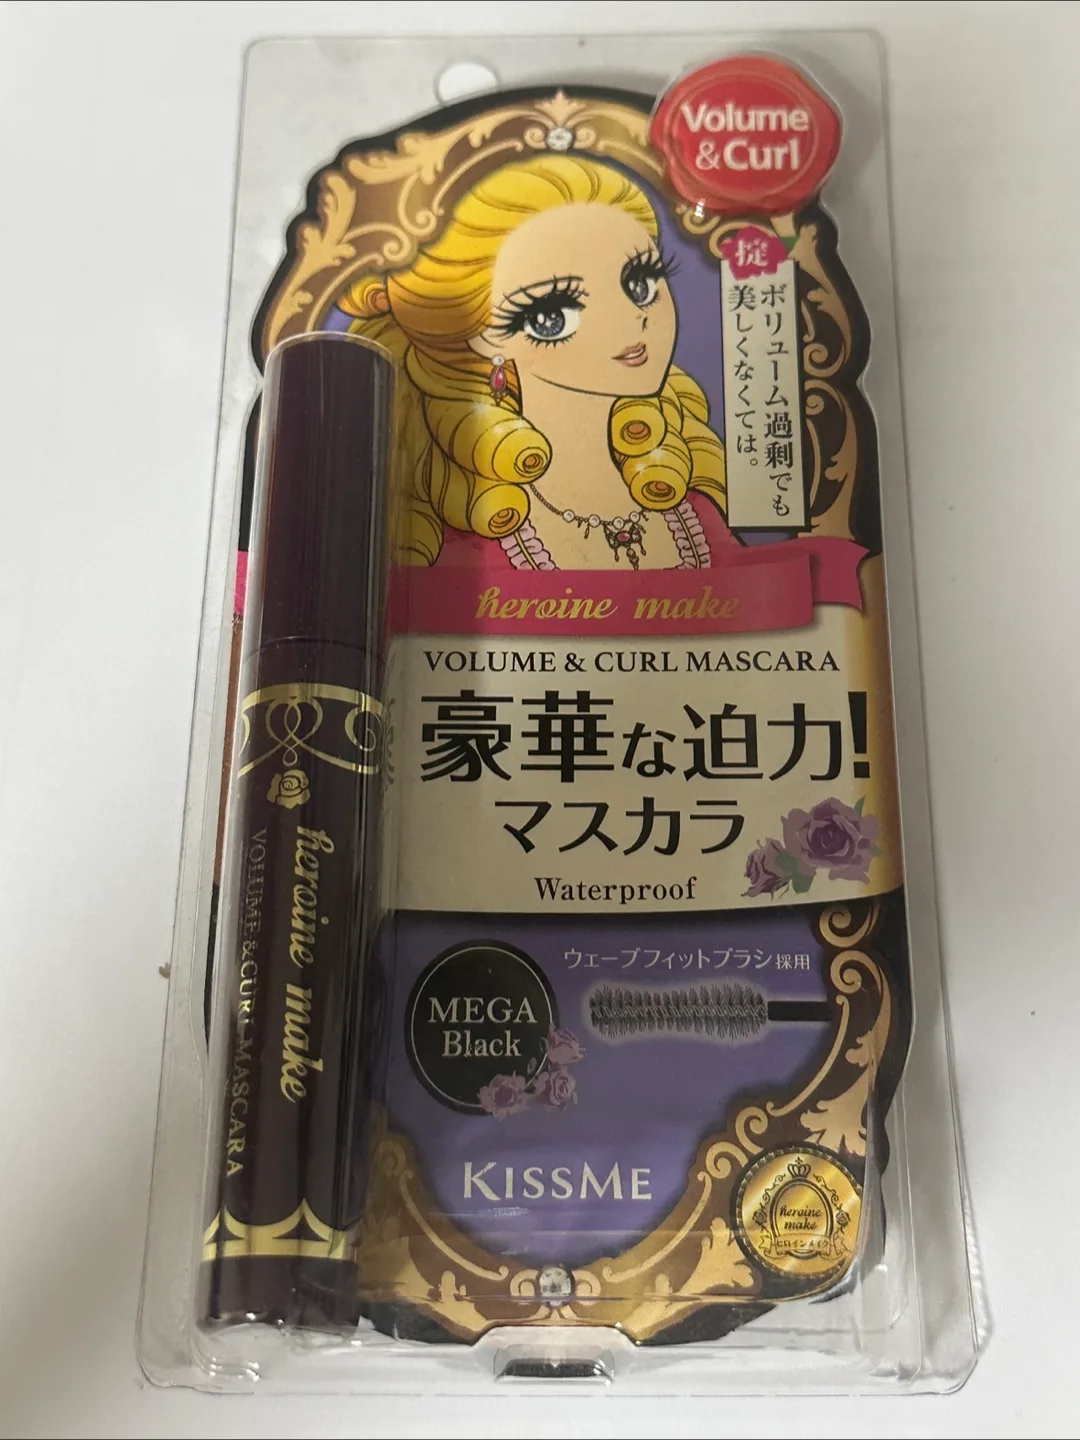 Volume
&Curl
掟
ボリューム過剰でも
美しくなくては。
heroine make
VOLUME & CURL MASCARA
豪華な迫力!
マスカラ
Waterproof
ウェーブフィットブラシ採用
MEGA
Black
KISSME
heroine
make
ヒロインメイク
heroine make
VOLUME & CURL MASCARA